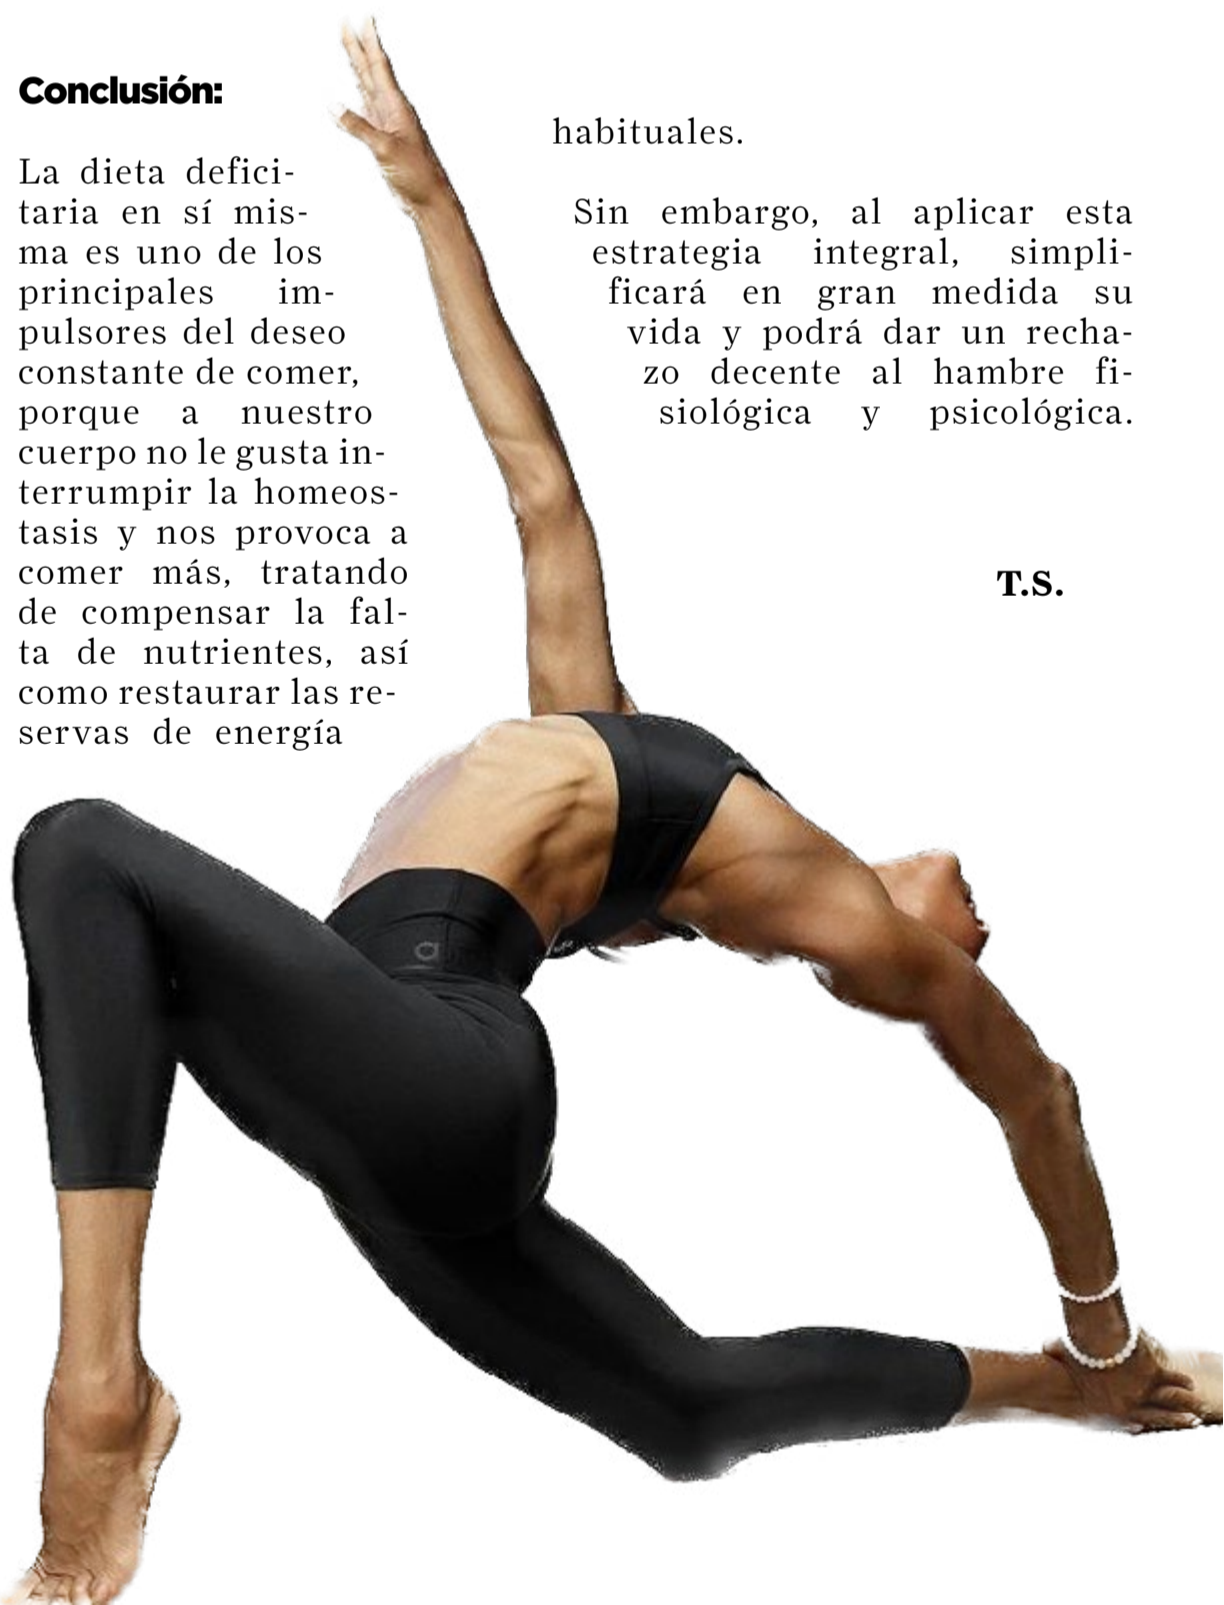 Conclusión:
La dieta defici-
taria en sí mis-
ma es uno de los
principales im-
pulsores del deseo
constante de comer,
porque a nuestro
cuerpo no le gusta in-
terrumpir la homeos-
tasis y nos provoca a
comer más, tratando
de compensar la fal-
ta de nutrientes, así
como restaurar las re-
servas de energía
habituales.
Sin embargo, al aplicar esta
estrategia integral, simpli-
ficará en gran medida su
vida y podrá dar un recha-
zo decente al hambre fi-
siológica y psicológica.
T.S.